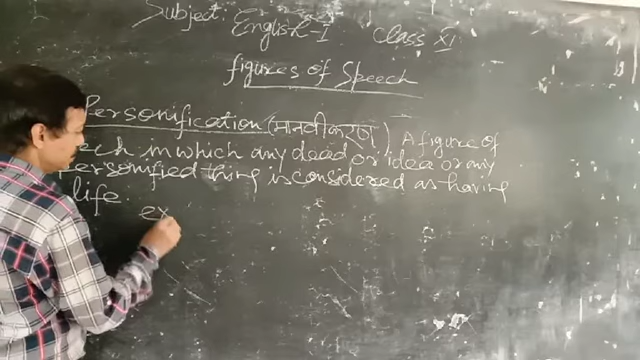 Subject: English-I Class XI
figures of Speech
Personification (मानवीकरण) A figure of
ech in which any dead or idea or any
Personified thing is considered as having
life.
ex